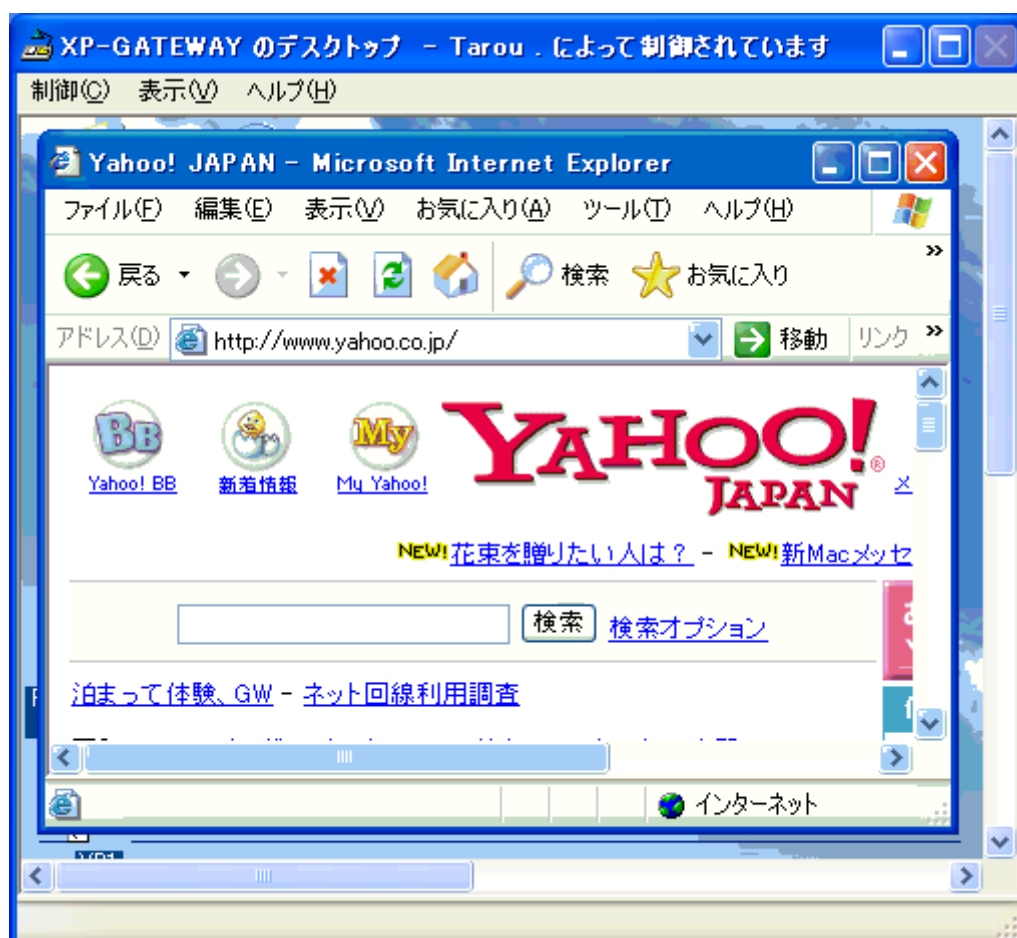 XP-GATEWAY のデスクトップ - Tarou . によって制御されています
制御(C) 表示(V) ヘルプ(H)
Yahoo! JAPAN - Microsoft Internet Explorer
ファイル(F) 編集(E) 表示(V) お気に入り(A) ツール(T) ヘルプ(H)
戻る 検索 お気に入り »
アドレス(D) http://www.yahoo.co.jp/ 移動 リンク »
BB My YAHOO! ® JAPAN
Yahoo! BB 新着情報 My Yahoo! メ
NEW! 花束を贈りたい人は? - NEW! 新Macメッセ
検索 検索オプション
泊まって体験、GW - ネット回線利用調査
インターネット